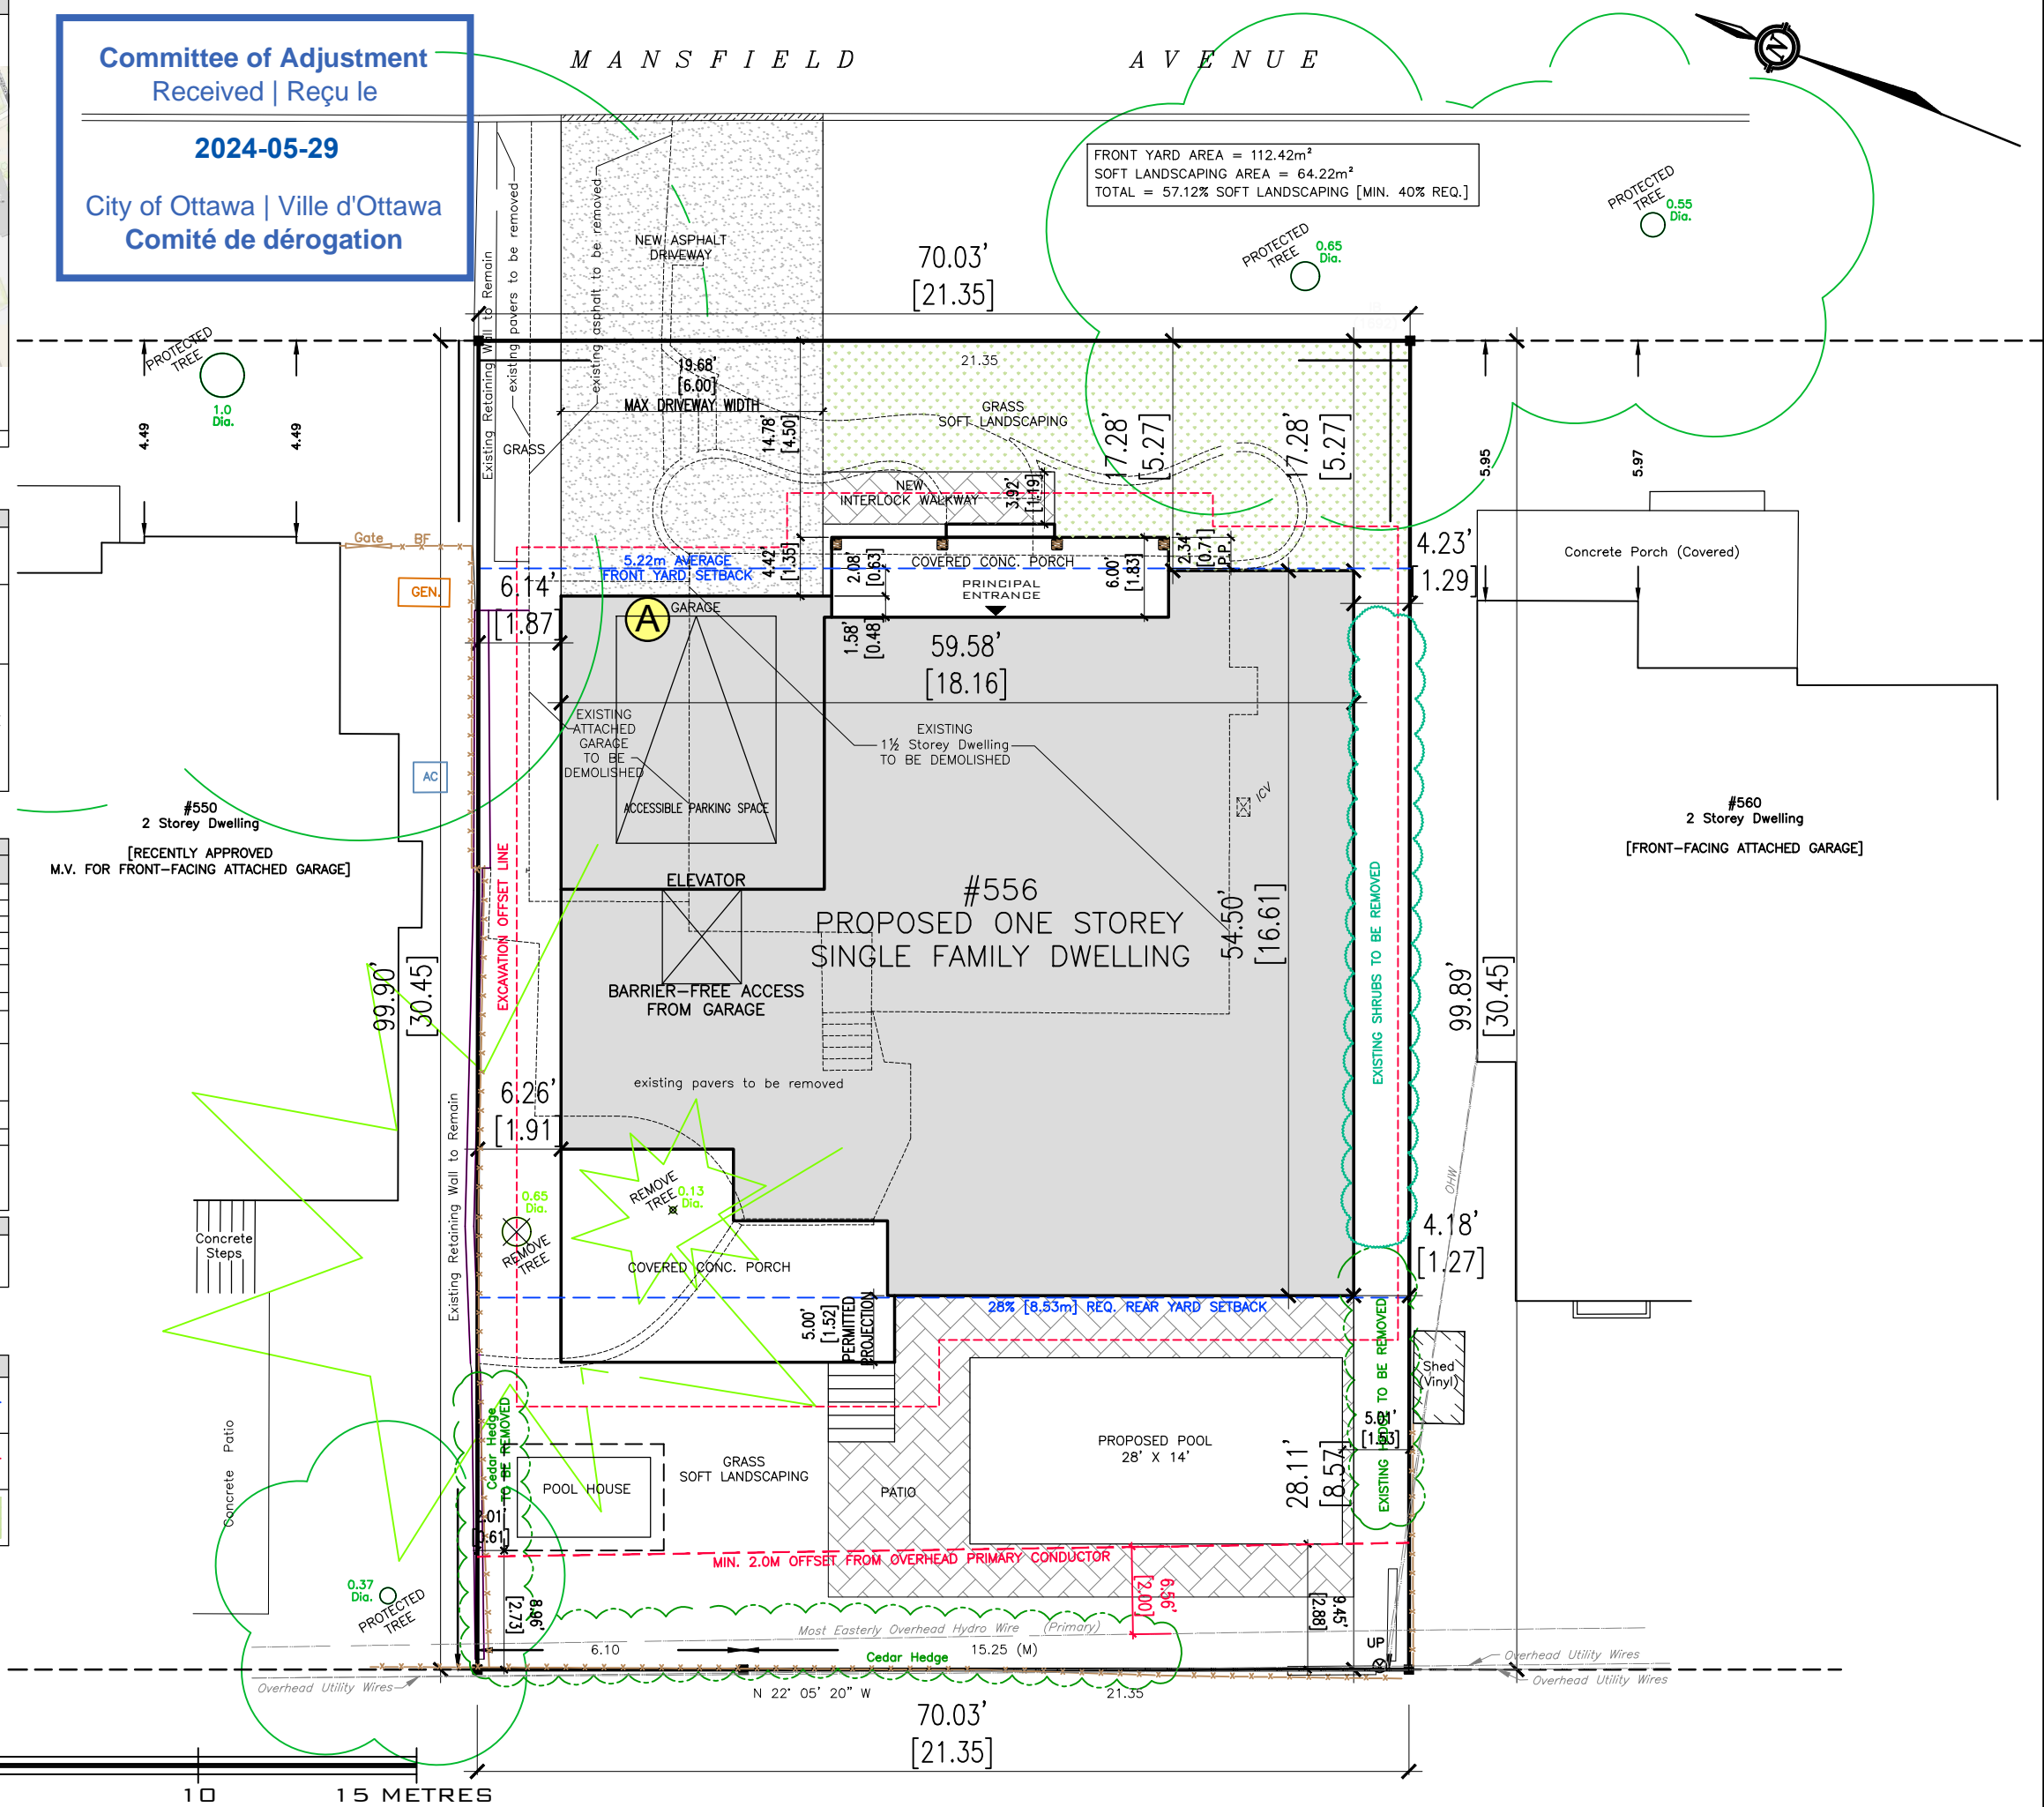 Committee of Adjustment
Received | Reçu le
2024-05-29
City of Ottawa | Ville d'Ottawa
Comité de dérogation
MANSFIELD AVENUE
N
FRONT YARD AREA = 112.42m²
SOFT LANDSCAPING AREA = 64.22m²
TOTAL = 57.12% SOFT LANDSCAPING [MIN. 40% REQ.]
PROTECTED
TREE
0.55
Dia.
PROTECTED
TREE
0.65
Dia.
NEW ASPHALT
DRIVEWAY
existing pavers to be removed
existing asphalt to be removed
Existing Retaining Wall to Remain
70.03'
[21.35]
PROTECTED
TREE
1.0
Dia.
4.49
4.49
21.35
19.68'
[6.00]
MAX DRIVEWAY WIDTH
14.78'
[4.50]
GRASS
GRASS
SOFT LANDSCAPING
17.28'
[5.27]
17.28'
[5.27]
5.95
5.97
NEW
INTERLOCK WALKWAY
3.92'
[1.19]
Gate
BF
GEN.
5.22m AVERAGE
FRONT YARD SETBACK
4.42'
[1.35]
2.08'
[0.63]
COVERED CONC. PORCH
PRINCIPAL
ENTRANCE
6.00'
[1.83]
2.34'
[0.71]
P.P.
4.23'
[1.29]
Concrete Porch (Covered)
6.14'
[1.87]
A
GARAGE
1.58'
[0.48]
59.58'
[18.16]
EXISTING
ATTACHED
GARAGE
TO BE
DEMOLISHED
EXISTING
1½ Storey Dwelling
TO BE DEMOLISHED
AC
ACCESSIBLE PARKING SPACE
ICV
#550
2 Storey Dwelling
[RECENTLY APPROVED
M.V. FOR FRONT-FACING ATTACHED GARAGE]
#560
2 Storey Dwelling
[FRONT-FACING ATTACHED GARAGE]
EXCAVATION OFFSET LINE
ELEVATOR
#556
PROPOSED ONE STOREY
SINGLE FAMILY DWELLING
54.50'
[16.61]
EXISTING SHRUBS TO BE REMOVED
BARRIER-FREE ACCESS
FROM GARAGE
99.90'
[30.45]
99.89'
[30.45]
existing pavers to be removed
6.26'
[1.91]
Existing Retaining Wall to Remain
OHW
REMOVE
TREE
0.13
Dia.
0.65
Dia.
REMOVE
TREE
Concrete
Steps
COVERED CONC. PORCH
4.18'
[1.27]
28% [8.53m] REQ. REAR YARD SETBACK
5.00'
[1.52]
PERMITTED
PROJECTION
EXISTING HEDGE TO BE REMOVED
Shed
(Vinyl)
5.01'
[1.53]
Concrete Patio
Cedar Hedge
TO BE REMOVED
PROPOSED POOL
28' X 14'
28.11'
[8.57]
GRASS
SOFT LANDSCAPING
POOL HOUSE
PATIO
2.01'
[0.61]
MIN. 2.0M OFFSET FROM OVERHEAD PRIMARY CONDUCTOR
6.56'
[2.00]
0.37
Dia.
PROTECTED
TREE
8.96'
[2.73]
9.45'
[2.88]
Most Easterly Overhead Hydro Wire (Primary)
6.10
15.25 (M)
UP
Cedar Hedge
Overhead Utility Wires
Overhead Utility Wires
Overhead Utility Wires
N 22° 05' 20" W
21.35
70.03'
[21.35]
10
15 METRES